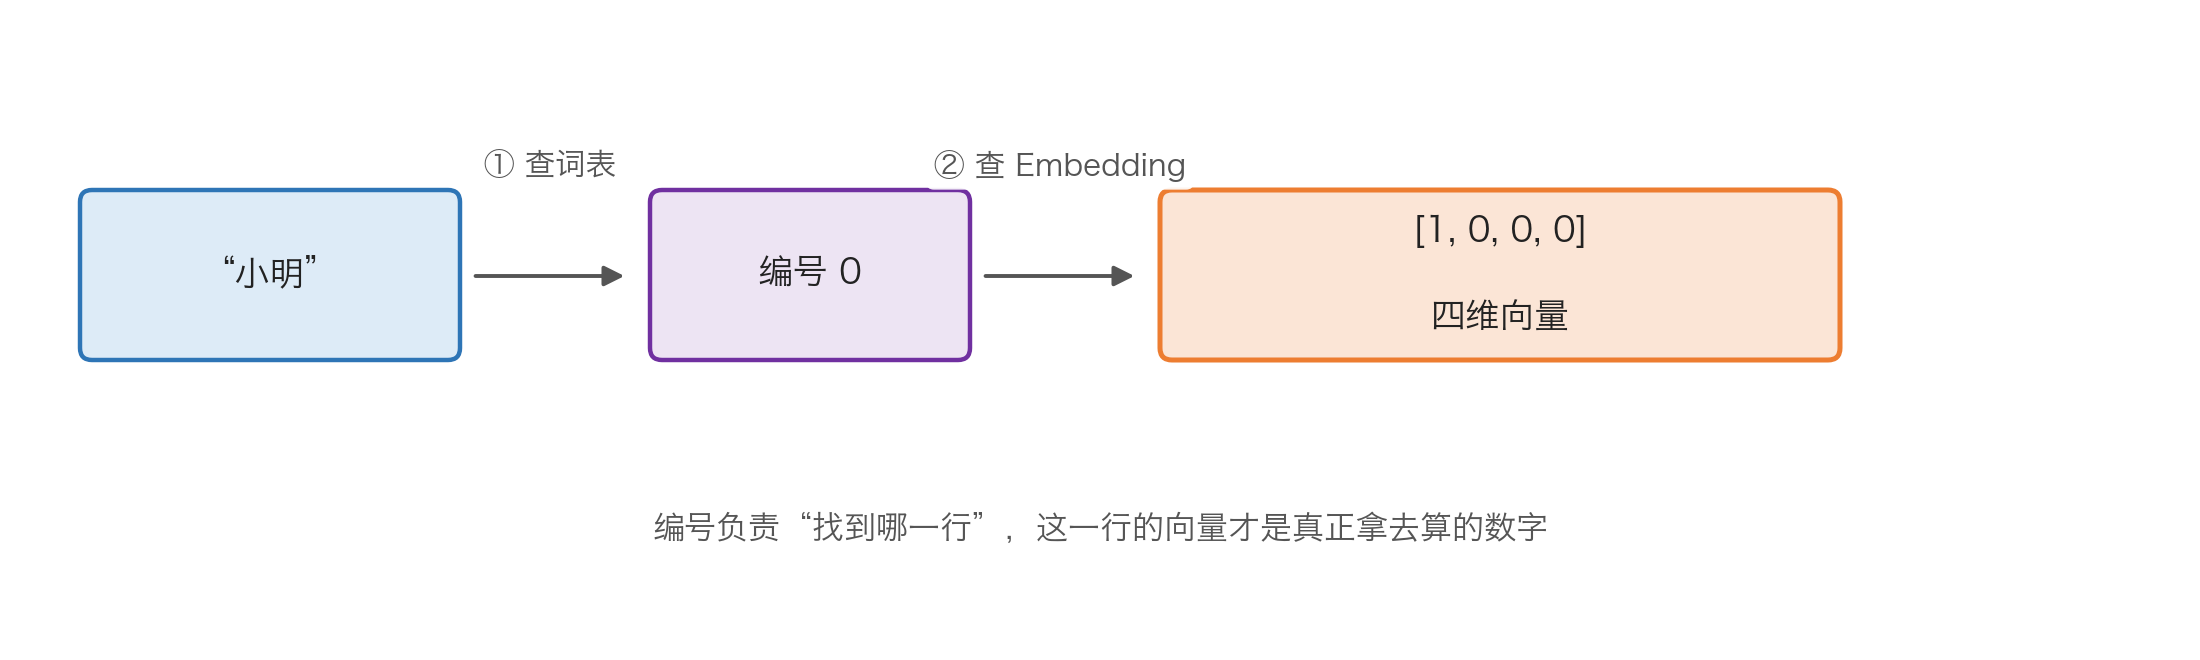 ① 查词表
② 查 Embedding
“小明”
编号 0
[1, 0, 0, 0]
四维向量
编号负责“找到哪一行”，这一行的向量才是真正拿去算的数字